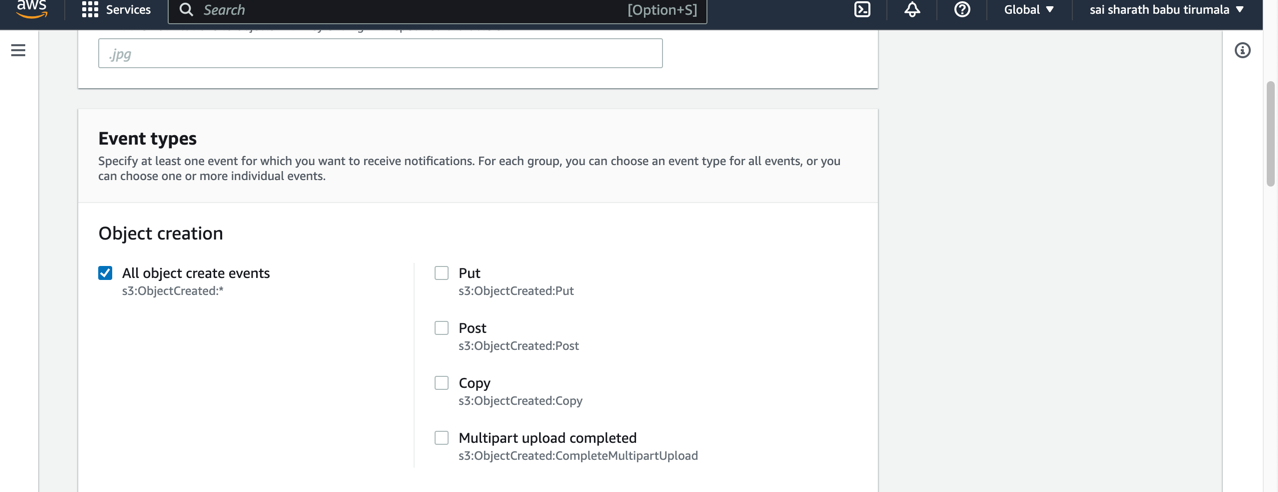 aws
Services
Search
[Option+S]
Global
sai sharath babu tirumala
.jpg
Event types
Specify at least one event for which you want to receive notifications. For each group, you can choose an event type for all events, or you
can choose one or more individual events.
Object creation
All object create events
s3:ObjectCreated:*
Put
s3:ObjectCreated:Put
Post
s3:ObjectCreated:Post
Copy
s3:ObjectCreated:Copy
Multipart upload completed
s3:ObjectCreated:CompleteMultipartUpload